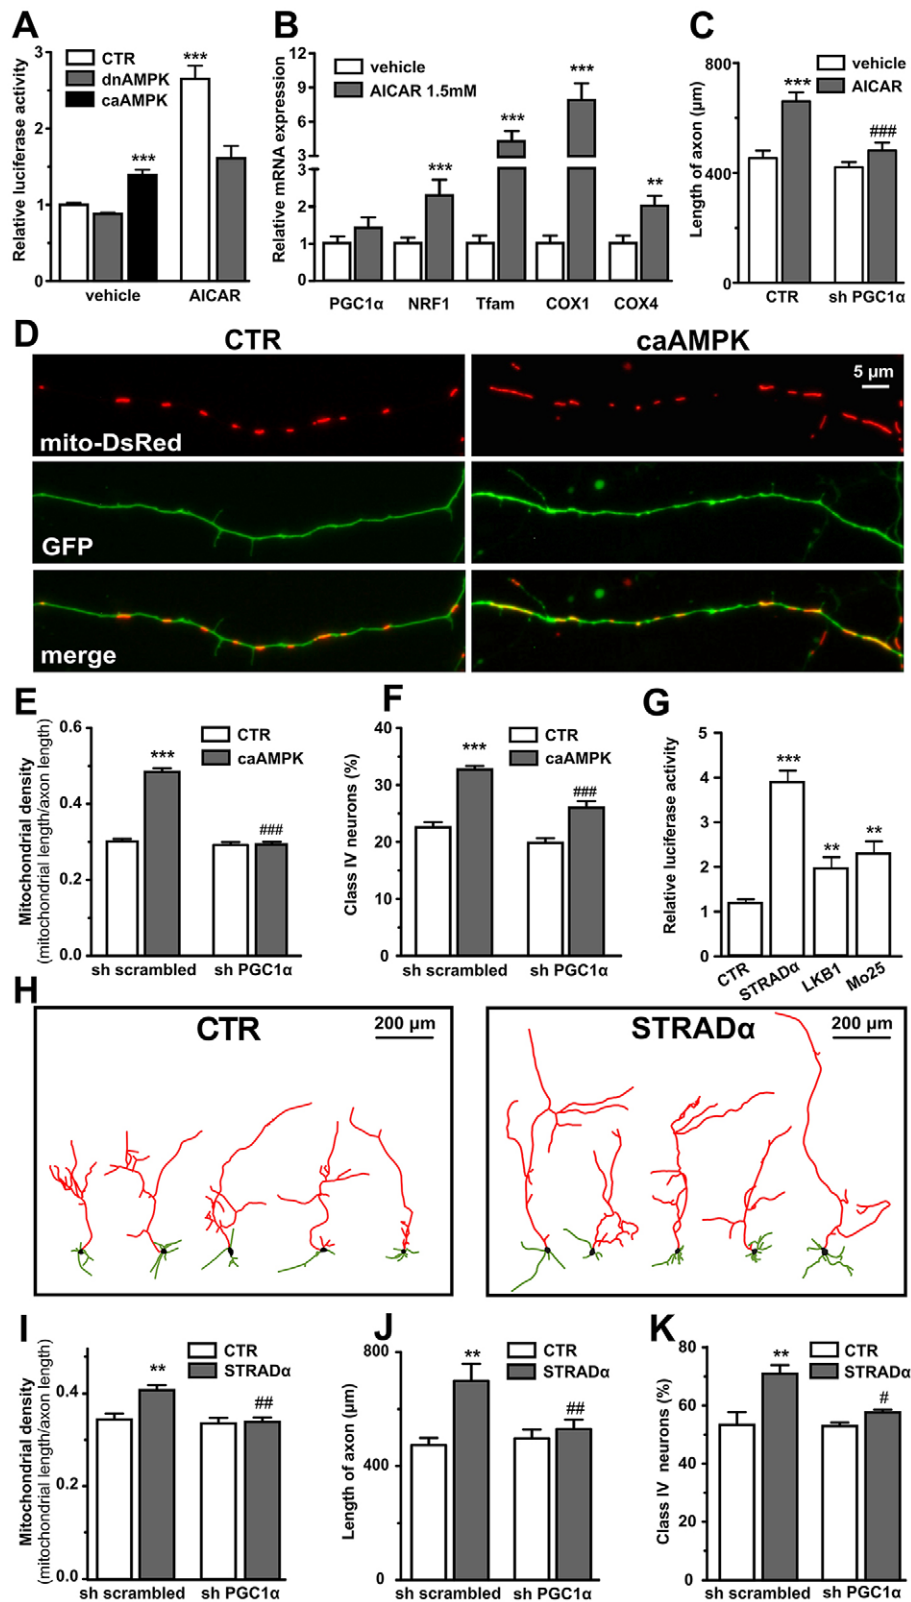 A
Relative luciferase activity
3
2
1
0
CTR
dnAMPK
caAMPK
***
***
vehicle
AICAR
B
Relative mRNA expression
12
9
6
3
3
2
1
0
vehicle
AICAR 1.5mM
***
***
***
**
PGC1α
NRF1
Tfam
COX1
COX4
C
Length of axon (µm)
800
400
0
vehicle
AICAR
***
###
CTR
sh PGC1α
D
CTR
caAMPK
5 µm
mito-DsRed
GFP
merge
E
Mitochondrial density
(mitochondrial length/axon length)
0.6
0.4
0.2
0.0
CTR
caAMPK
***
###
sh scrambled
sh PGC1α
F
Class IV neurons (%)
40
30
20
10
0
CTR
caAMPK
***
###
sh scrambled
sh PGC1α
G
Relative luciferase activity
5
4
3
2
1
0
***
**
**
CTR
STRADα
LKB1
Mo25
H
CTR
200 µm
STRADα
200 µm
I
Mitochondrial density
(mitochondrial length/axon length)
0.4
0.2
0.0
CTR
STRADα
**
##
sh scrambled
sh PGC1α
J
Length of axon (µm)
800
400
0
CTR
STRADα
**
##
sh scrambled
sh PGC1α
K
Class IV neurons (%)
80
60
40
20
0
CTR
STRADα
**
#
sh scrambled
sh PGC1α